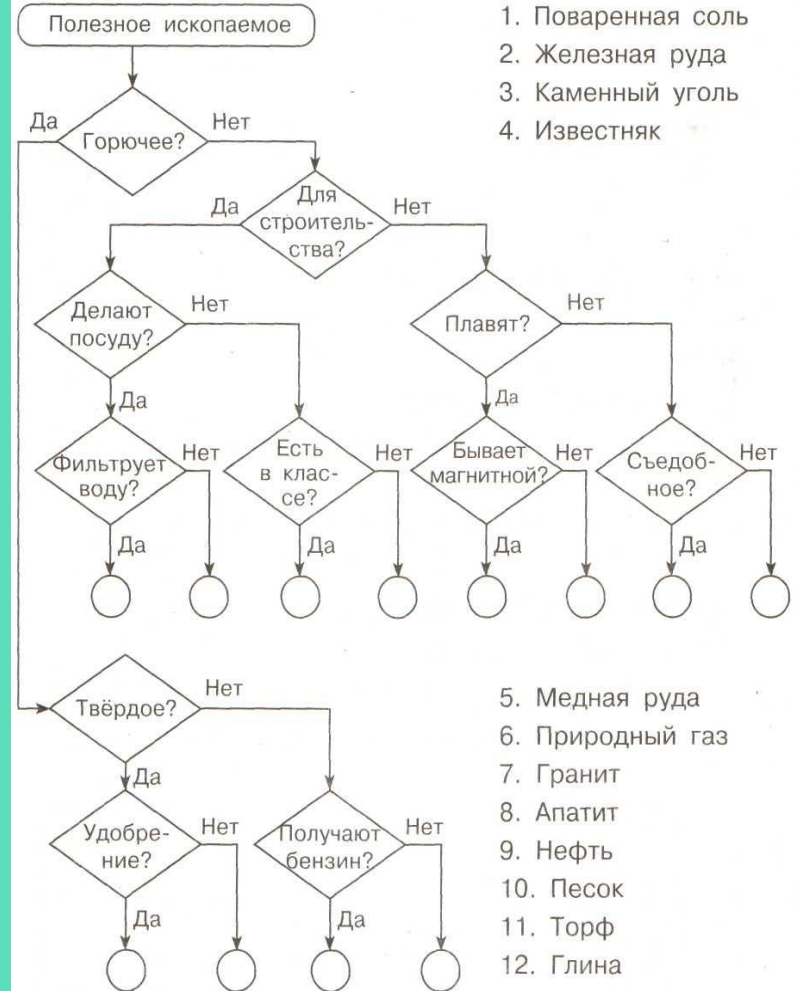 Полезное ископаемое
1. Поваренная соль
2. Железная руда
3. Каменный уголь
4. Известняк
Да
Горючее?
Нет
Да
Для
строитель-
ства?
Нет
Делают
посуду?
Нет
Плавят?
Нет
Да
Да
Фильтрует
воду?
Нет
Есть
в клас-
се?
Нет
Бывает
магнитной?
Нет
Съедоб-
ное?
Нет
Да
Да
Да
Да
Твёрдое?
Нет
Да
Удобре-
ние?
Нет
Получают
бензин?
Нет
Да
Да
5. Медная руда
6. Природный газ
7. Гранит
8. Апатит
9. Нефть
10. Песок
11. Торф
12. Глина